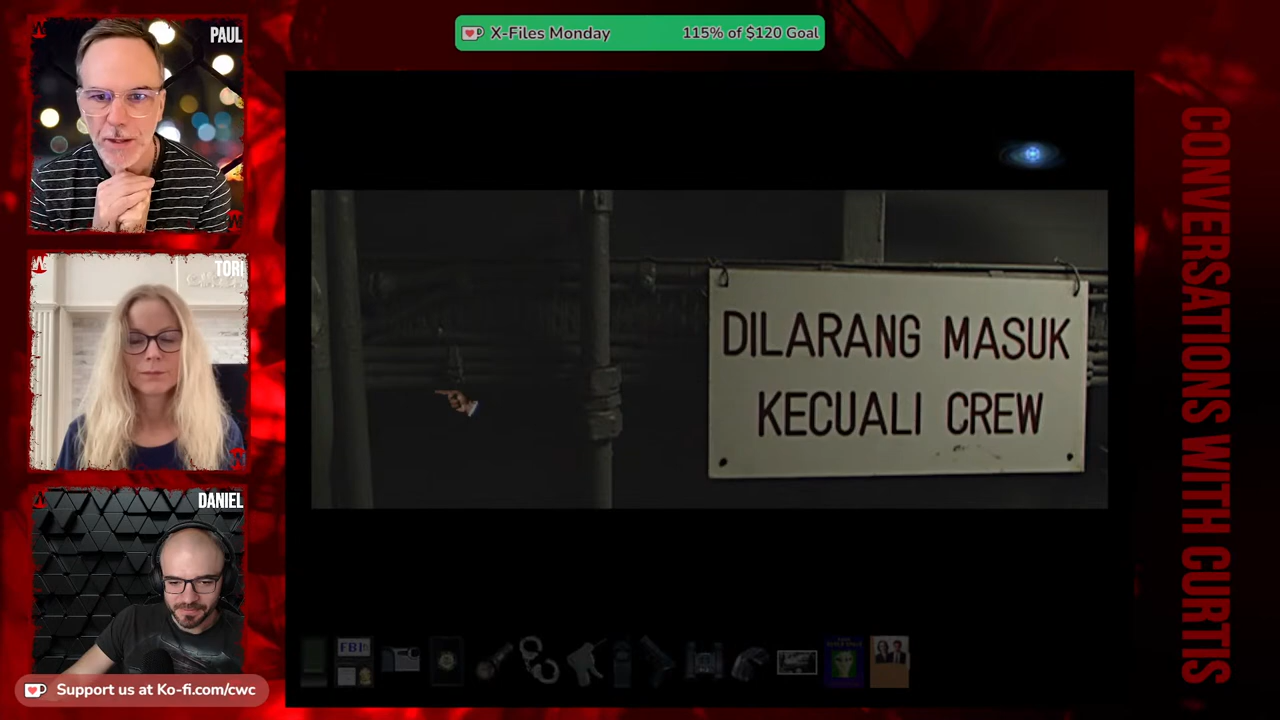 PAUL
X-Files Monday
115% of $120 Goal
TORI
DANIEL
DILARANG MASUK
KECUALI CREW
FBI
Support us at Ko-fi.com/cwc
CONVERSATIONS WITH CURTIS